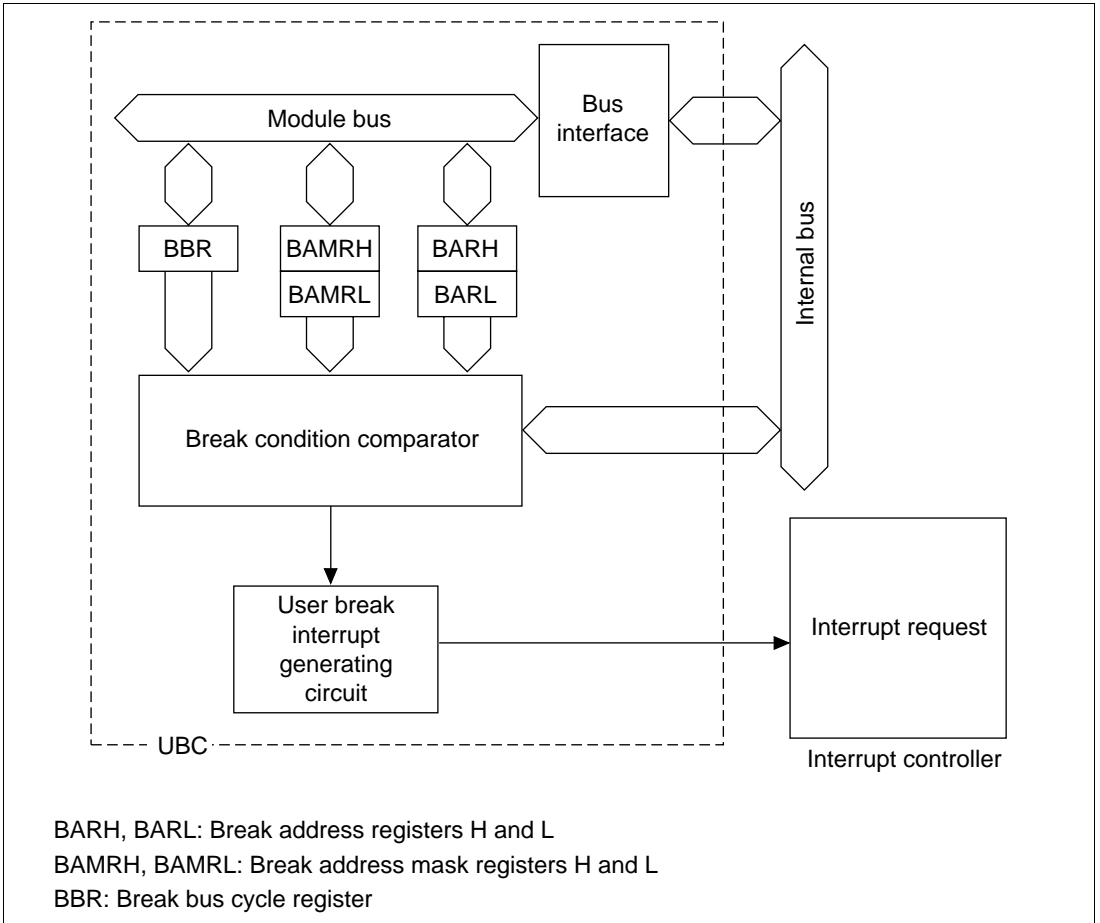 Module bus
Bus
interface
Internal bus
BBR
BAMRH
BARH
BAMRL
BARL
Break condition comparator
User break
interrupt
generating
circuit
Interrupt request
UBC
Interrupt controller
BARH, BARL: Break address registers H and L
BAMRH, BAMRL: Break address mask registers H and L
BBR: Break bus cycle register